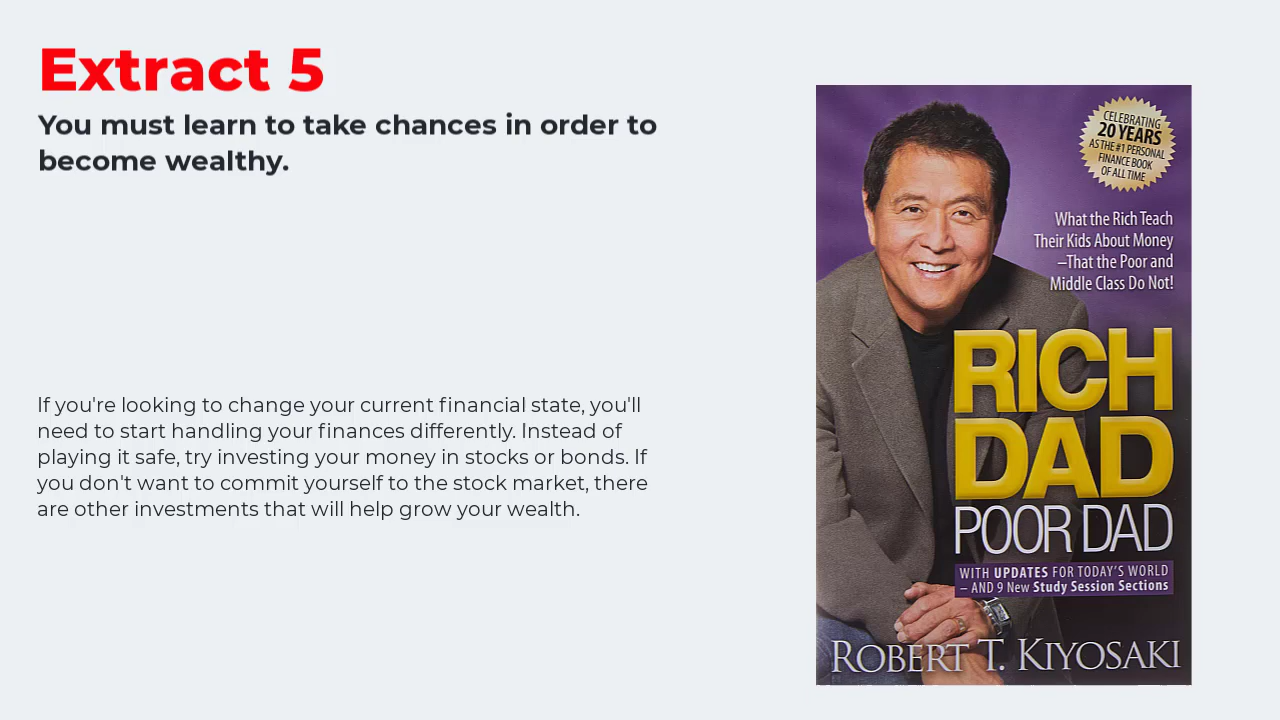 Extract 5
You must learn to take chances in order to
become wealthy.
If you're looking to change your current financial state, you'll
need to start handling your finances differently. Instead of
playing it safe, try investing your money in stocks or bonds. If
you don't want to commit yourself to the stock market, there
are other investments that will help grow your wealth.
CELEBRATING
20 YEARS
AS THE #1 PERSONAL
FINANCE BOOK
OF ALL TIME
What the Rich Teach
Their Kids About Money
–That the Poor and
Middle Class Do Not!
RICH
DAD
POOR DAD
WITH UPDATES FOR TODAY'S WORLD
– AND 9 New Study Session Sections
ROBERT T. KIYOSAKI